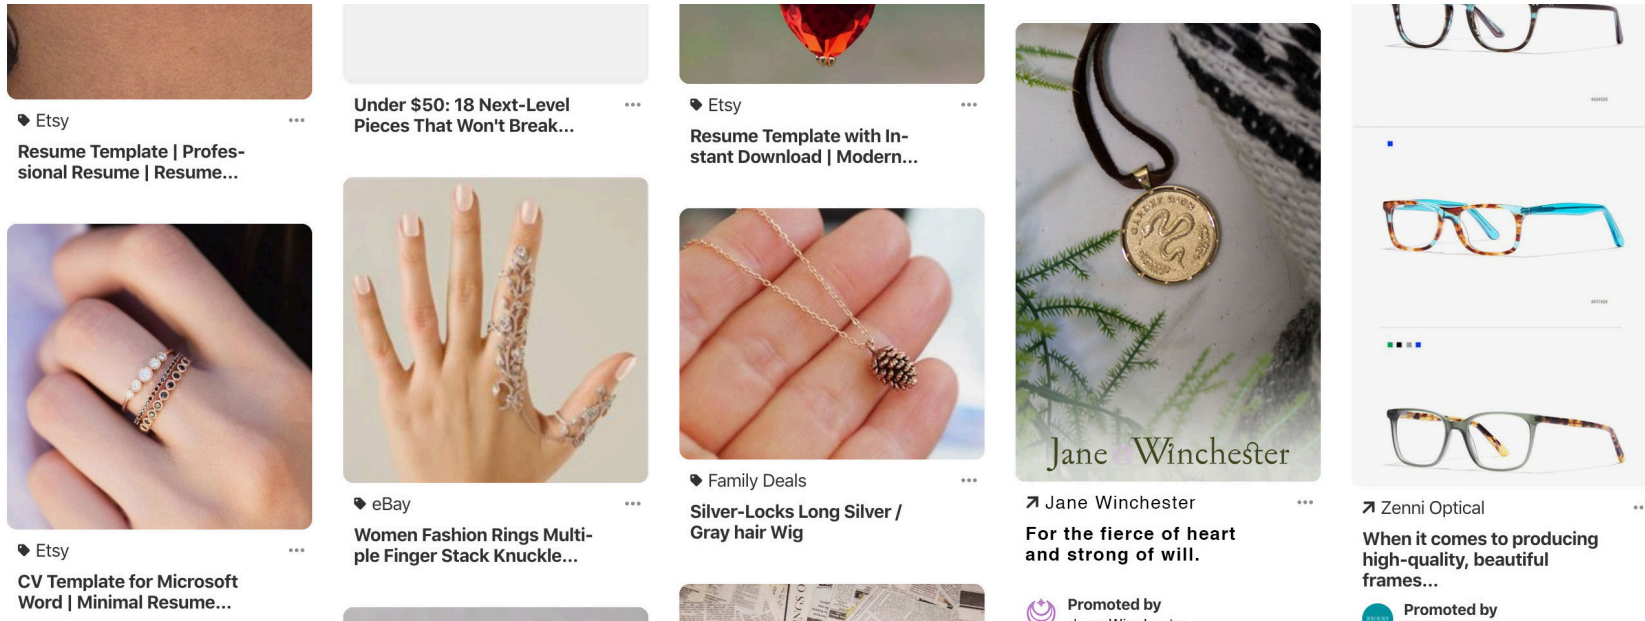 Etsy
Resume Template | Profes-
sional Resume | Resume...
Etsy
CV Template for Microsoft
Word | Minimal Resume...
Under $50: 18 Next-Level
Pieces That Won't Break...
eBay
Women Fashion Rings Multi-
ple Finger Stack Knuckle...
Etsy
Resume Template with In-
stant Download | Modern...
Family Deals
Silver-Locks Long Silver /
Gray hair Wig
Jane Winchester
Jane Winchester
For the fierce of heart
and strong of will.
Promoted by
Zenni Optical
When it comes to producing
high-quality, beautiful
frames...
Promoted by